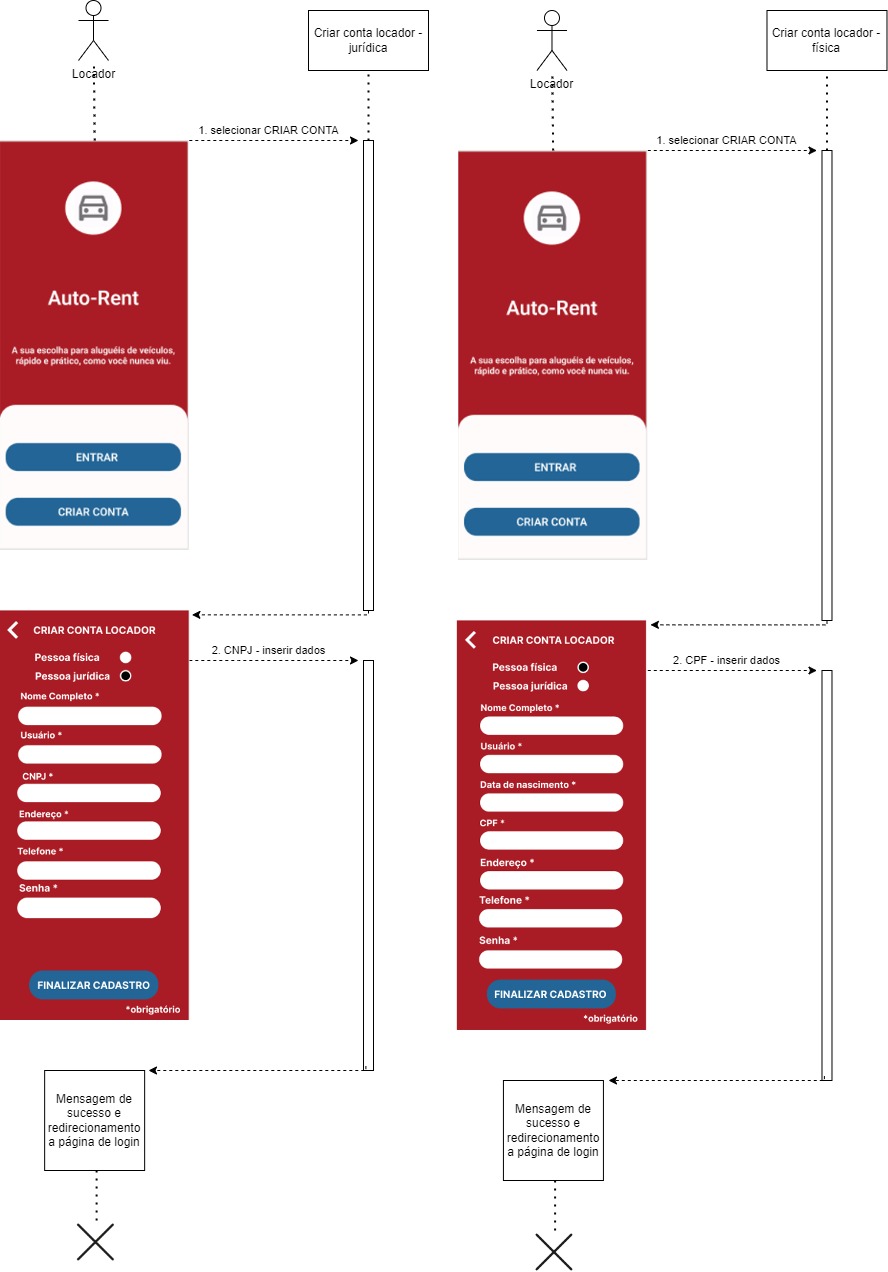 Locador
Criar conta locador -
jurídica
1. selecionar CRIAR CONTA
Auto-Rent
A sua escolha para aluguéis de veículos,
rápido e prático, como você nunca viu.
ENTRAR
CRIAR CONTA
CRIAR CONTA LOCADOR
Pessoa física
Pessoa jurídica
2. CNPJ - inserir dados
Nome Completo *
Usuário *
CNPJ *
Endereço *
Telefone *
Senha *
FINALIZAR CADASTRO
*obrigatório
Mensagem de
sucesso e
redirecionamento
a página de login
Locador
Criar conta locador -
física
1. selecionar CRIAR CONTA
Auto-Rent
A sua escolha para aluguéis de veículos,
rápido e prático, como você nunca viu.
ENTRAR
CRIAR CONTA
CRIAR CONTA LOCADOR
Pessoa física
Pessoa jurídica
2. CPF - inserir dados
Nome Completo *
Usuário *
Data de nascimento *
CPF *
Endereço *
Telefone *
Senha *
FINALIZAR CADASTRO
*obrigatório
Mensagem de
sucesso e
redirecionamento
a página de login